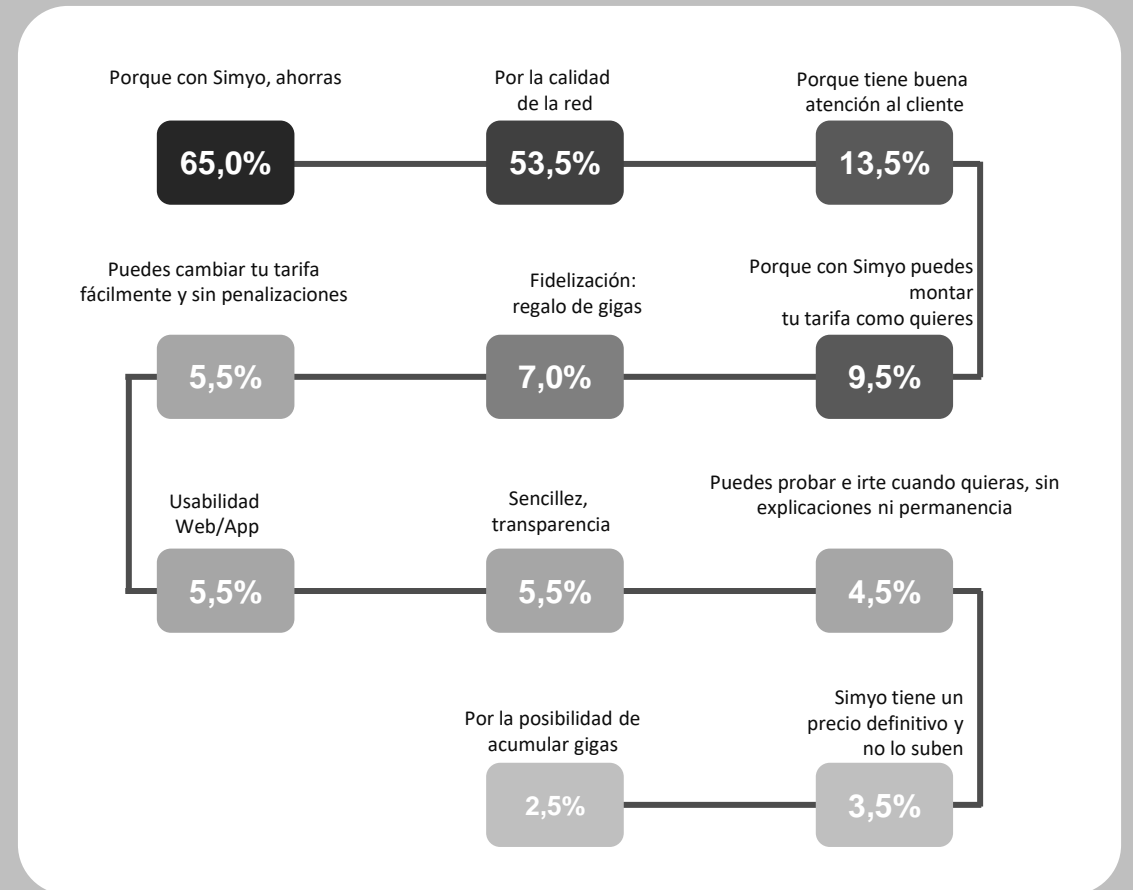 Porque con Simyo, ahorras
65,0%
Por la calidad
de la red
53,5%
Porque tiene buena
atención al cliente
13,5%
Porque con Simyo puedes
montar
tu tarifa como quieres
9,5%
Fidelización:
regalo de gigas
7,0%
Puedes cambiar tu tarifa
fácilmente y sin penalizaciones
5,5%
Usabilidad
Web/App
5,5%
Sencillez,
transparencia
5,5%
Puedes probar e irte cuando quieras, sin
explicaciones ni permanencia
4,5%
Simyo tiene un
precio definitivo y
no lo suben
3,5%
Por la posibilidad de
acumular gigas
2,5%